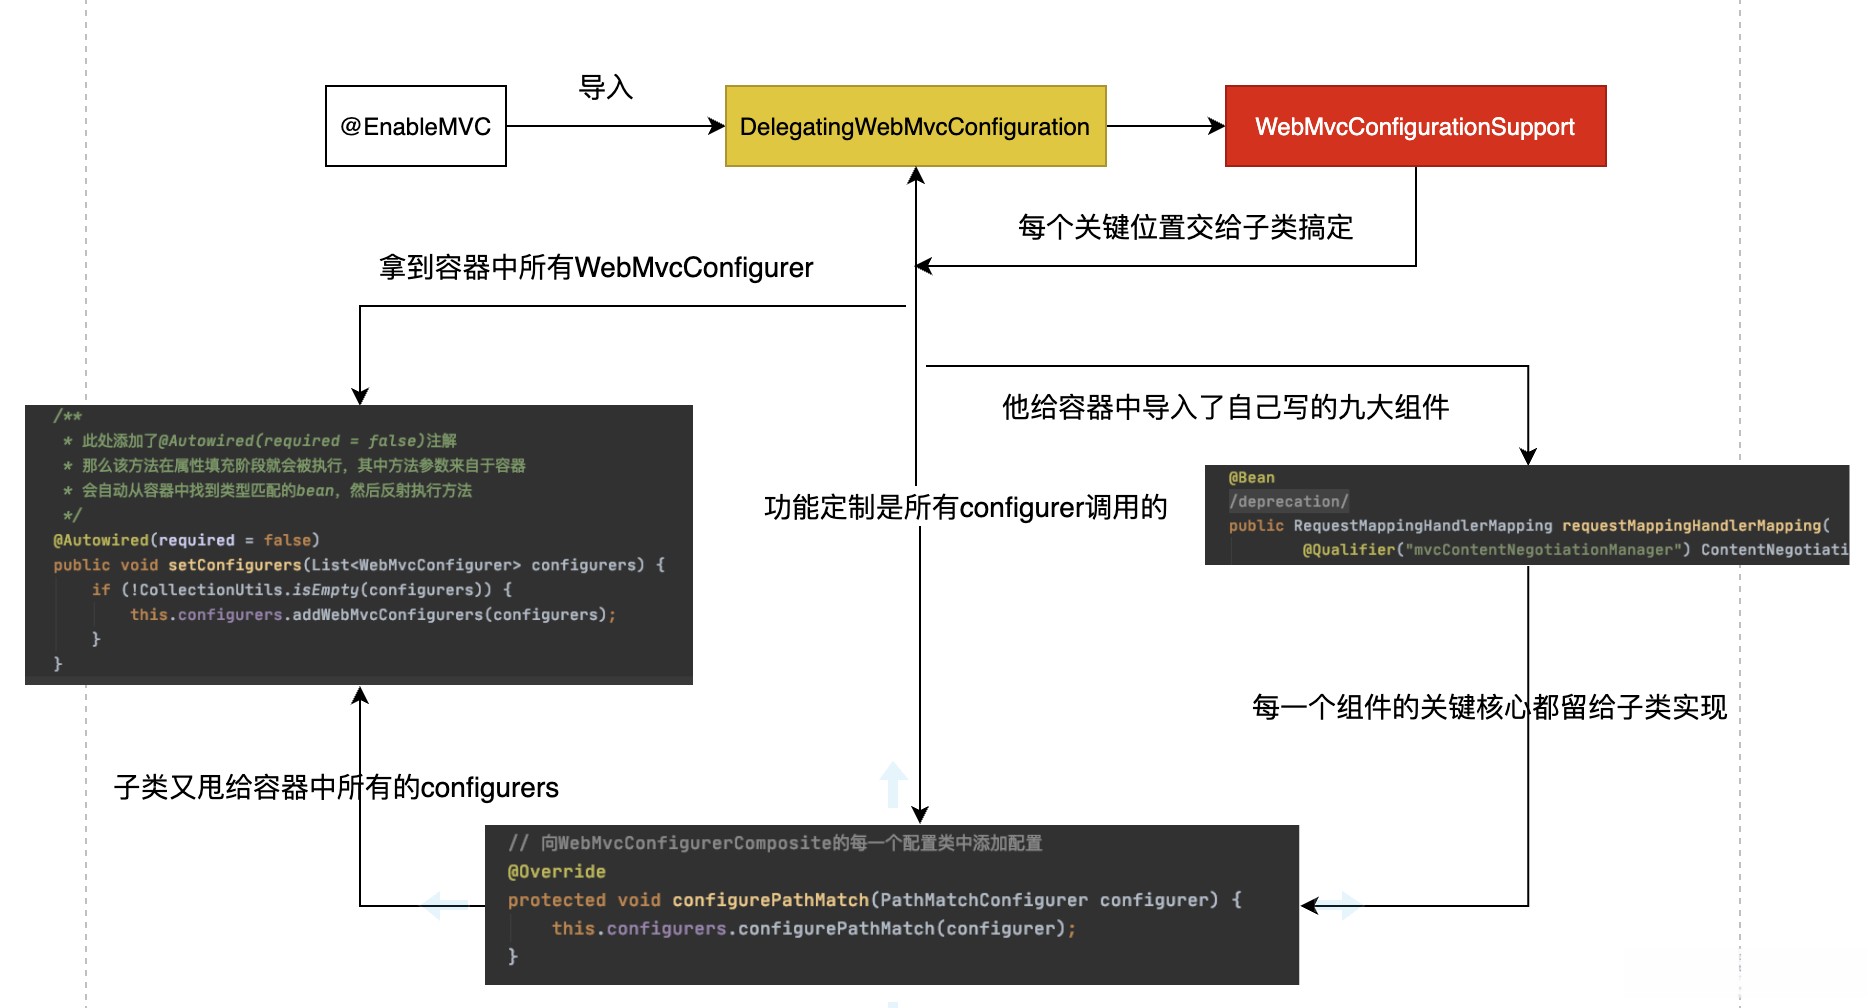 导入
@EnableMVC
DelegatingWebMvcConfiguration
WebMvcConfigurationSupport
每个关键位置交给子类搞定
拿到容器中所有WebMvcConfigurer
他给容器中导入了自己写的九大组件
/**
* 此处添加了@Autowired(required = false)注解
* 那么该方法在属性填充阶段就会被执行，其中方法参数来自于容器
* 会自动从容器中找到类型匹配的bean，然后反射执行方法
*/
@Autowired(required = false)
public void setConfigurers(List<WebMvcConfigurer> configurers) {
if (!CollectionUtils.isEmpty(configurers)) {
this.configurers.addWebMvcConfigurers(configurers);
}
}
功能定制是所有configurer调用的
@Bean
/deprecation/
public RequestMappingHandlerMapping requestMappingHandlerMapping(
@Qualifier("mvcContentNegotiationManager") ContentNegotiati
每一个组件的关键核心都留给子类实现
子类又甩给容器中所有的configurers
// 向WebMvcConfigurerComposite的每一个配置类中添加配置
@Override
protected void configurePathMatch(PathMatchConfigurer configurer) {
this.configurers.configurePathMatch(configurer);
}